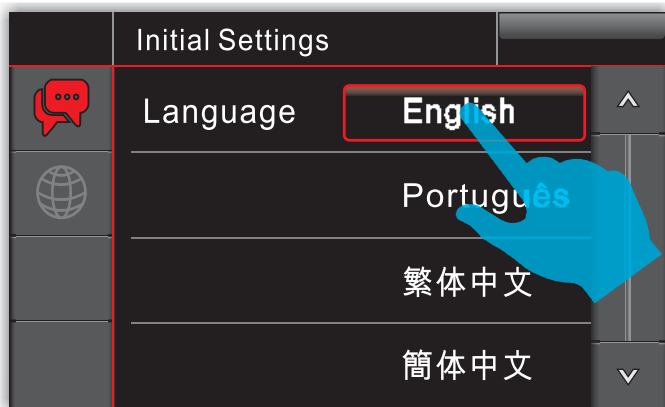 Initial Settings
Language English
Português
繁体中文
簡体中文